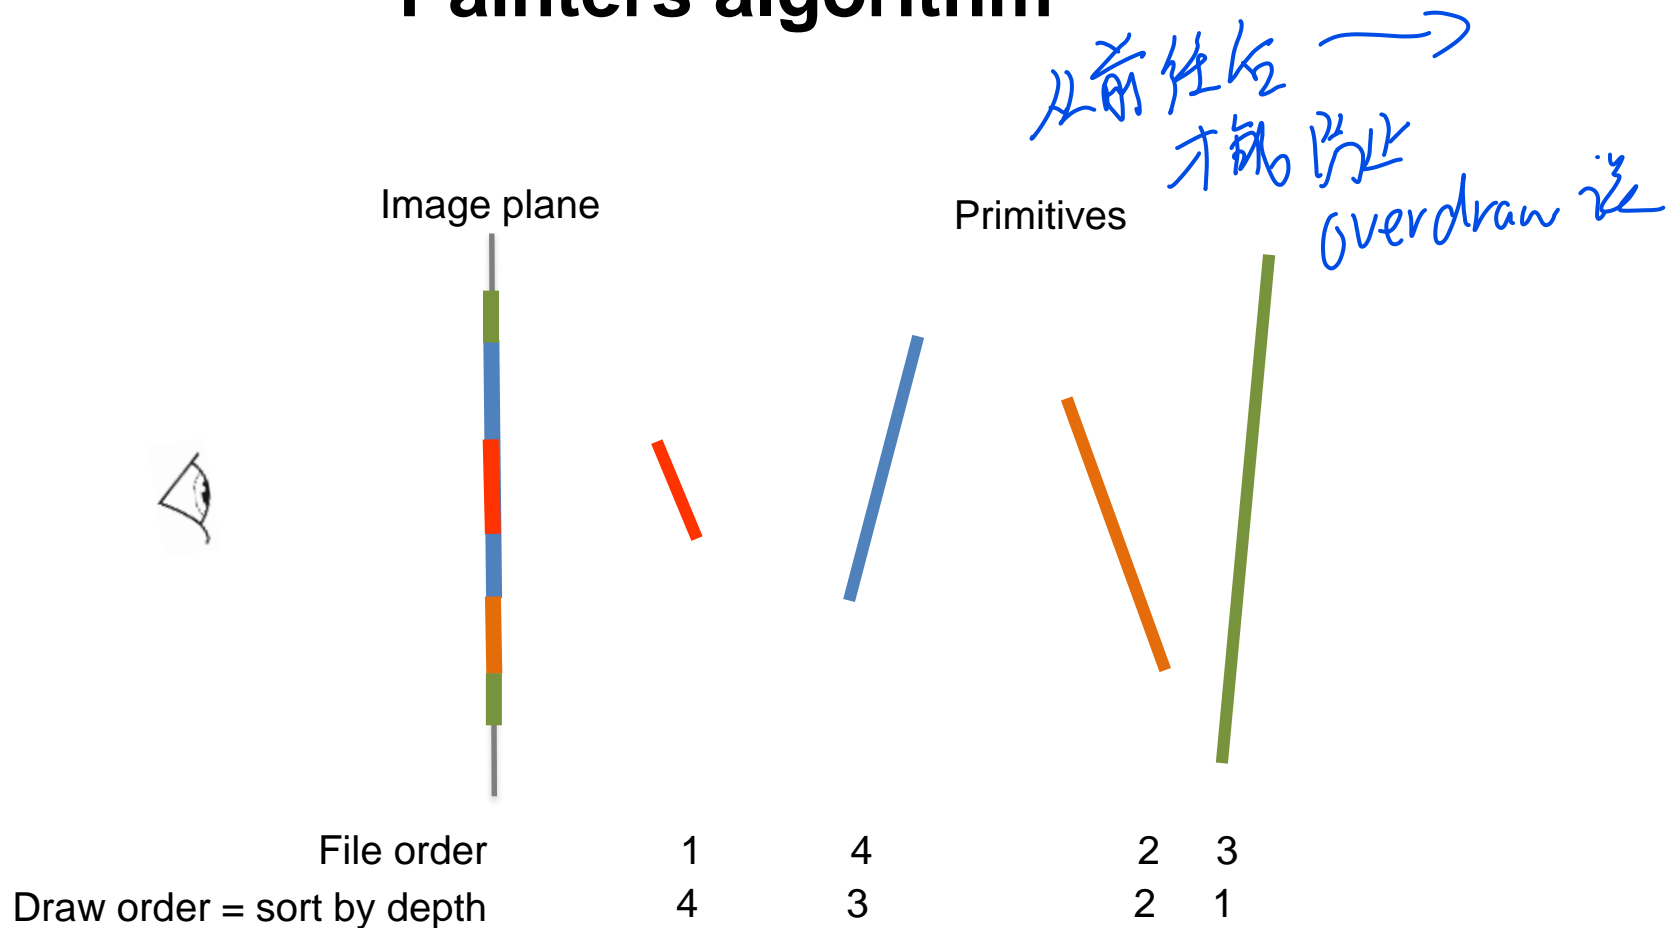 Painters algorithm
从前往后
才能防止
overdraw
Image plane
Primitives
File order 1 4 2 3
Draw order = sort by depth 4 3 2 1